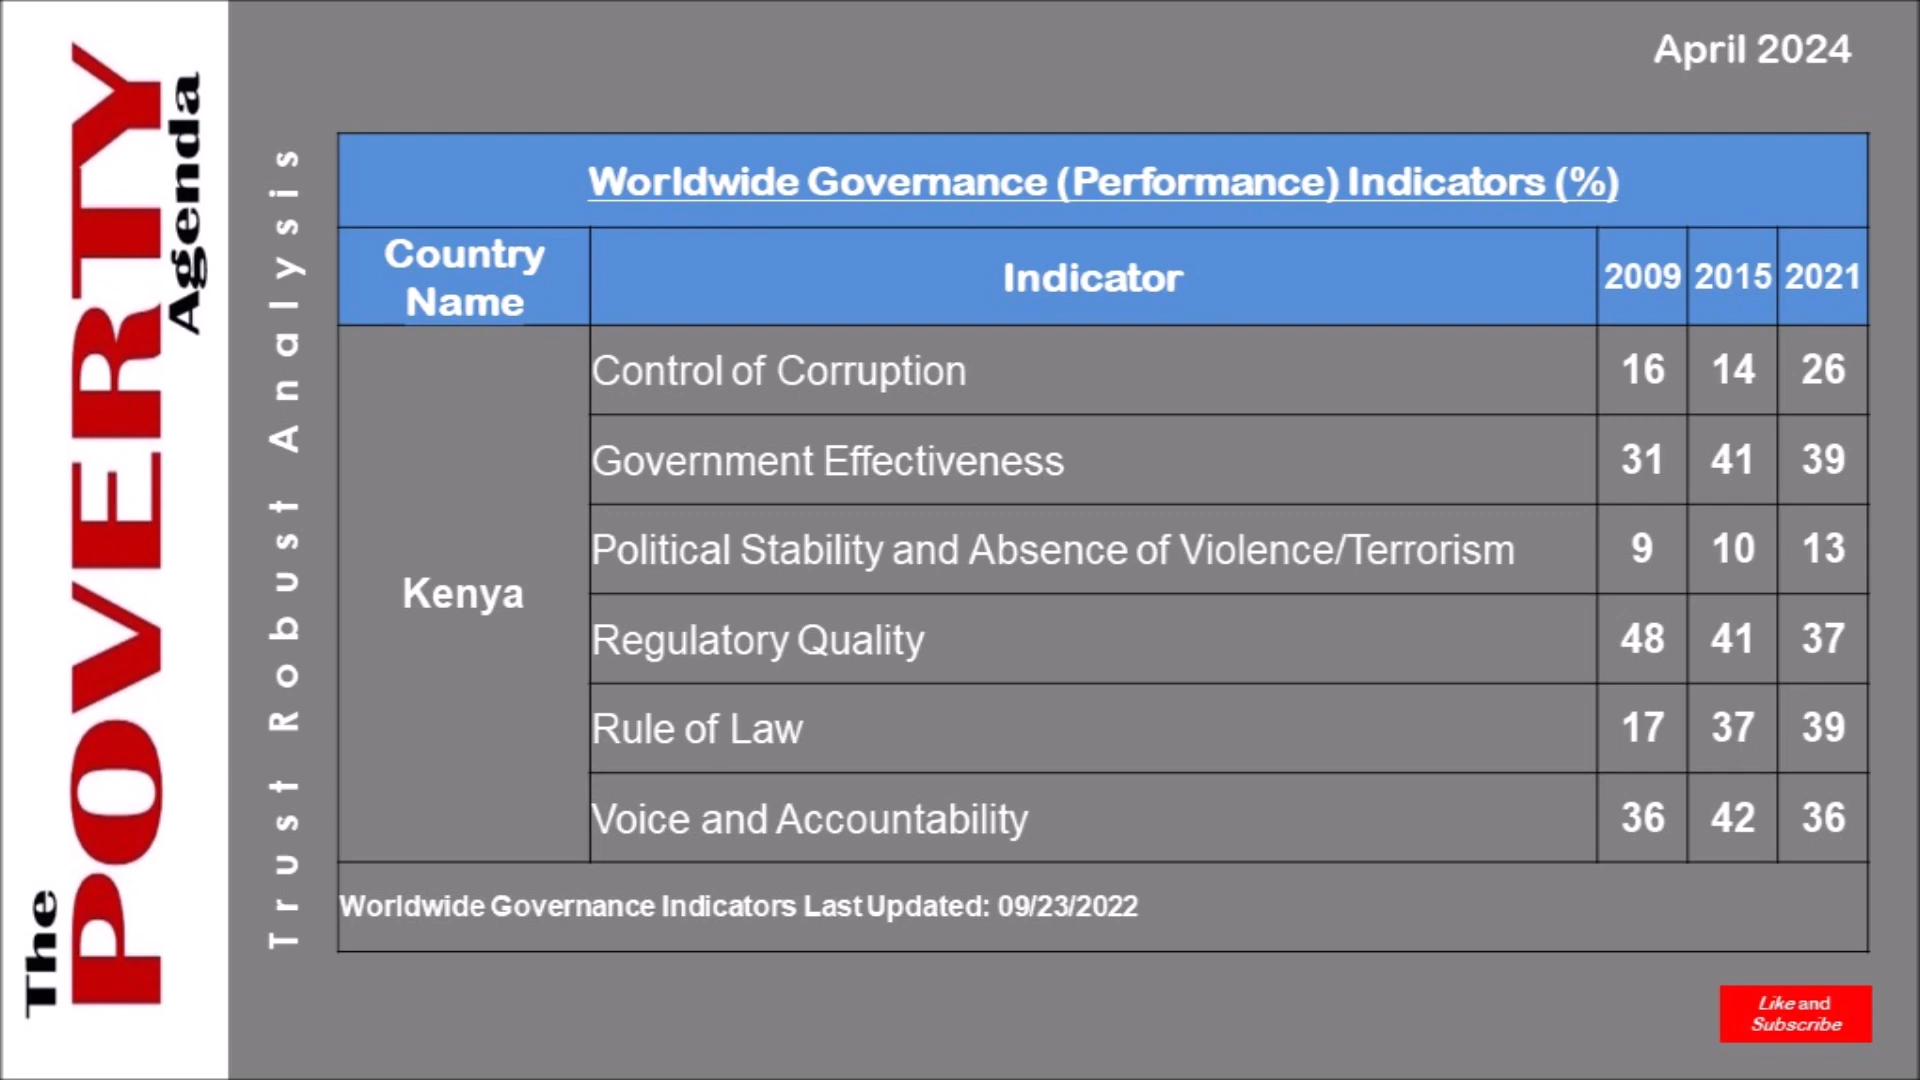 The
POVERTY
Agenda
Trust Robust Analysis
April 2024
Worldwide Governance (Performance) Indicators (%)
Country Name Indicator 2009 2015 2021
Kenya
Control of Corruption 16 14 26
Government Effectiveness 31 41 39
Political Stability and Absence of Violence/Terrorism 9 10 13
Regulatory Quality 48 41 37
Rule of Law 17 37 39
Voice and Accountability 36 42 36
Worldwide Governance Indicators Last Updated: 09/23/2022
Like and
Subscribe